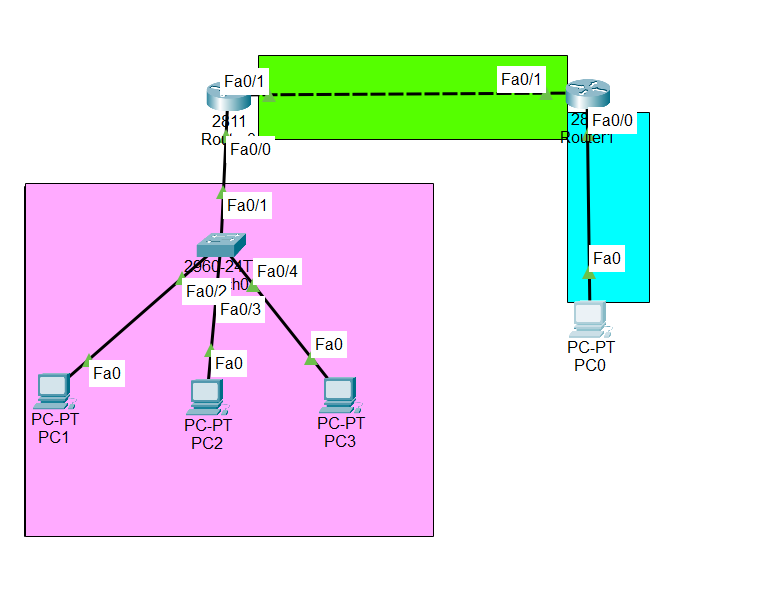 Fa0/1
Fa0/1
2811
Fa0/0
Fa0/0
Router1
Fa0/1
2960-24T
Fa0/4
Fa0/2
Fa0/3
Fa0
Fa0
Fa0
Fa0
PC-PT
PC0
PC-PT
PC1
PC-PT
PC2
PC-PT
PC3